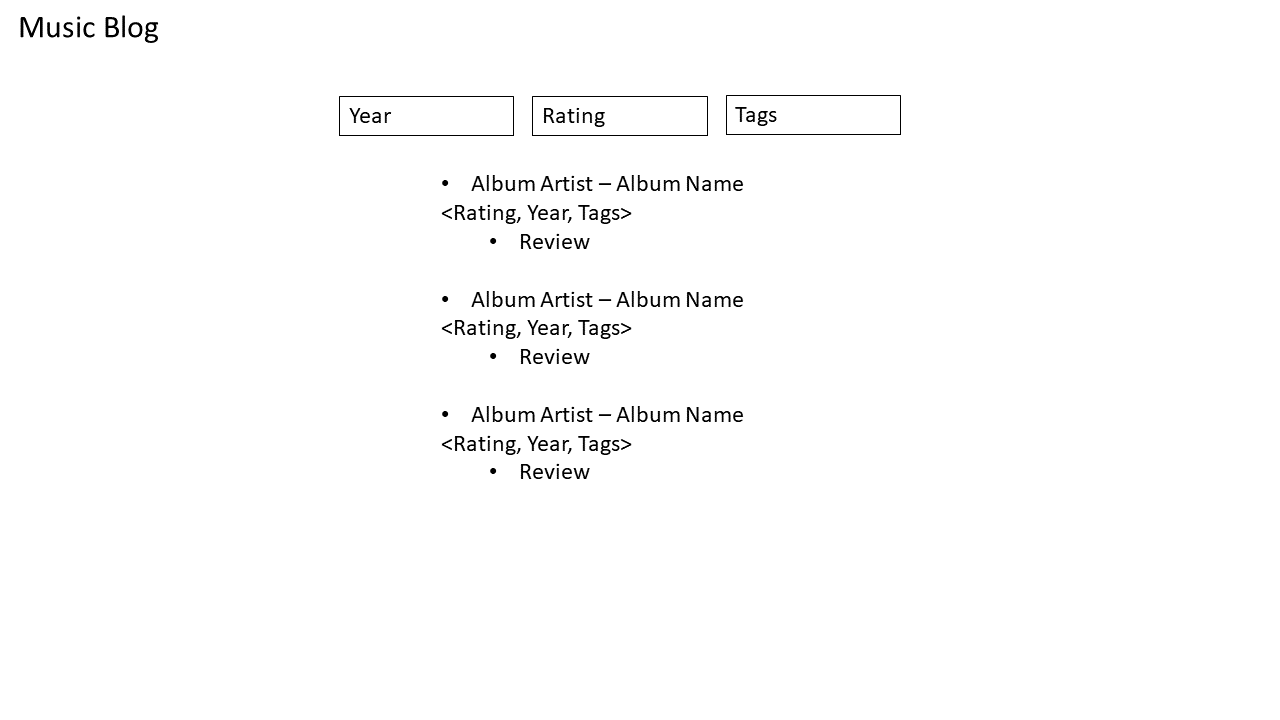 Music Blog
Year
Rating
Tags
• Album Artist – Album Name
<Rating, Year, Tags>
• Review
• Album Artist – Album Name
<Rating, Year, Tags>
• Review
• Album Artist – Album Name
<Rating, Year, Tags>
• Review